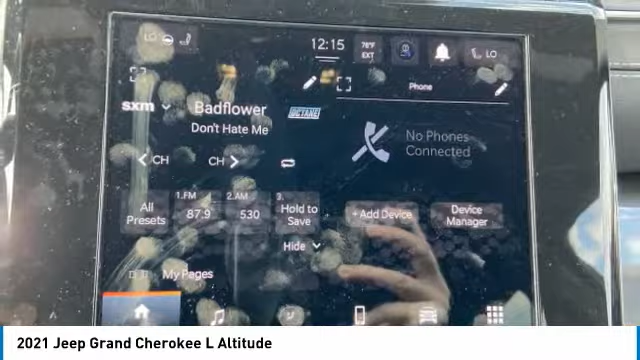 LO
12:15
76°F
EXT
LO
sxm
Badflower
OCTANE
Don't Hate Me
Phone
No Phones
Connected
CH
CH
All
Presets
1.FM
87.9
2.AM
530
3.
Hold to
Save
+ Add Device
Device
Manager
Hide
My Pages
2021 Jeep Grand Cherokee L Altitude